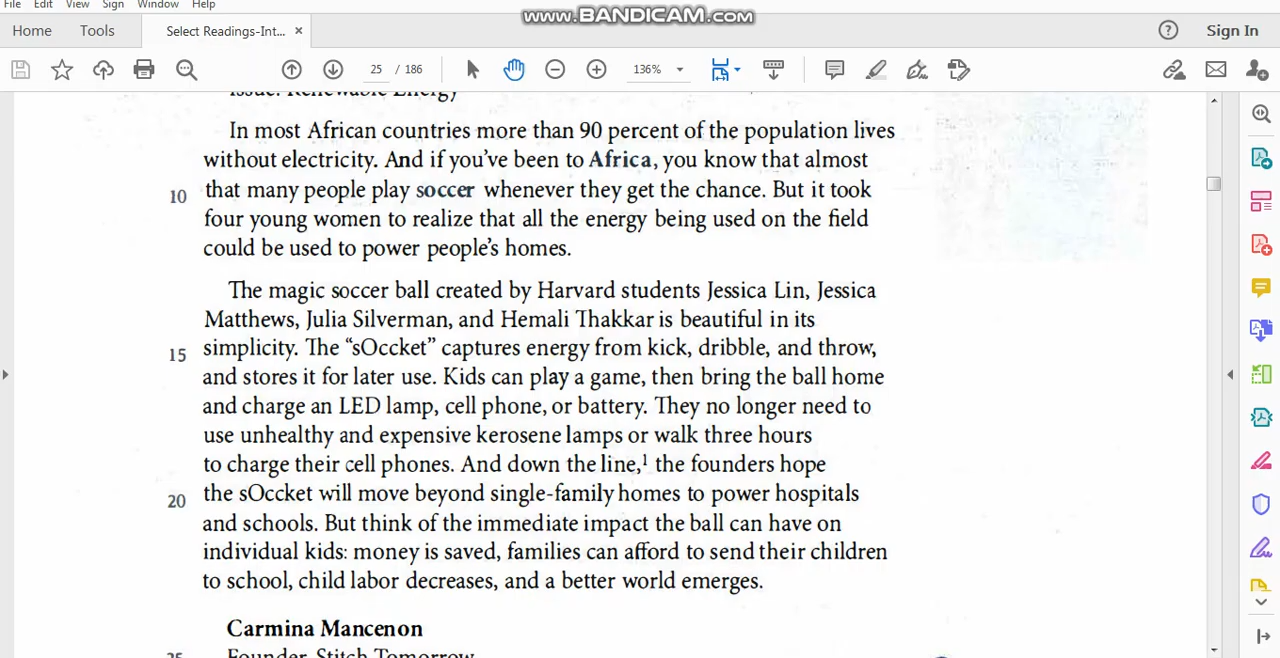 File Edit View Sign Window Help
www.BANDICAM.com
Home Tools Select Readings-Int... × Sign In
25 / 186 136%
Issue: Renewable Energy
In most African countries more than 90 percent of the population lives
without electricity. And if you've been to Africa, you know that almost
10 that many people play soccer whenever they get the chance. But it took
four young women to realize that all the energy being used on the field
could be used to power people's homes.
The magic soccer ball created by Harvard students Jessica Lin, Jessica
Matthews, Julia Silverman, and Hemali Thakkar is beautiful in its
15 simplicity. The “sOccket” captures energy from kick, dribble, and throw,
and stores it for later use. Kids can play a game, then bring the ball home
and charge an LED lamp, cell phone, or battery. They no longer need to
use unhealthy and expensive kerosene lamps or walk three hours
to charge their cell phones. And down the line,¹ the founders hope
20 the sOccket will move beyond single-family homes to power hospitals
and schools. But think of the immediate impact the ball can have on
individual kids: money is saved, families can afford to send their children
to school, child labor decreases, and a better world emerges.
Carmina Mancenon
25 Founder, Stitch Tomorrow